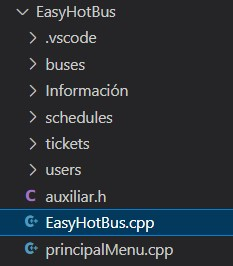 EasyHotBus
.vscode
buses
Información
schedules
tickets
users
C auxiliar.h
EasyHotBus.cpp
principalMenu.cpp